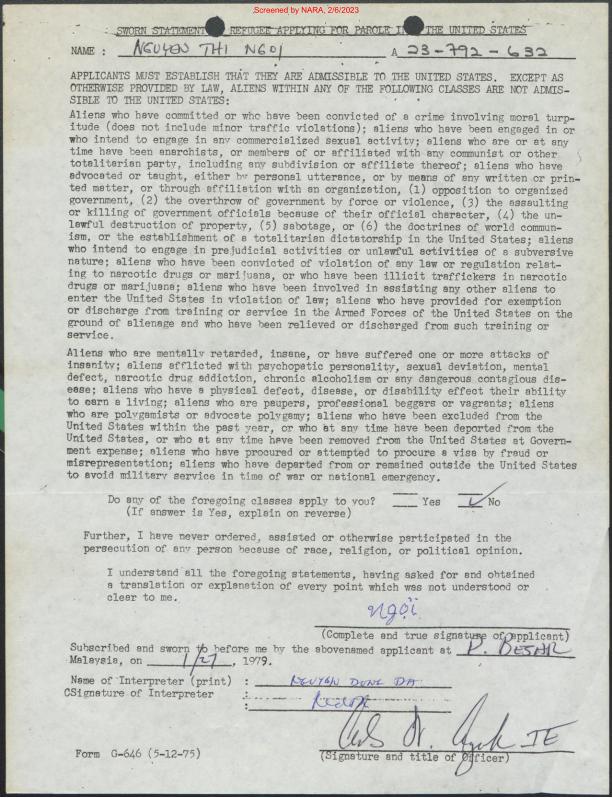 Screened by NARA, 2/6/2023
SWORN STATEMENT REFUGEE APPLYING FOR PAROLE IN THE UNITED STATES
NAME : NGUYEN THI NGOI A 23-792-632
APPLICANTS MUST ESTABLISH THAT THEY ARE ADMISSIBLE TO THE UNITED STATES. EXCEPT AS
OTHERWISE PROVIDED BY LAW, ALIENS WITHIN ANY OF THE FOLLOWING CLASSES ARE NOT ADMIS-
SIBLE TO THE UNITED STATES:
Aliens who have committed or who have been convicted of a crime involving moral turp-
itude (does not include minor traffic violations); aliens who have been engaged in or
who intend to engage in any commercialized sexual activity; aliens who are or at any
time have been anarchists, or members of or affiliated with any communist or other
totalitarian party, including any subdivision or affiliate thereof; aliens who have
advocated or taught, either by personal utterance, or by means of any written or prin-
ted matter, or through affiliation with an organization, (1) opposition to organized
government, (2) the overthrow of government by force or violence, (3) the assaulting
or killing of government officials because of their official character, (4) the un-
lawful destruction of property, (5) sabotage, or (6) the doctrines of world commun-
ism, or the establishment of a totalitarian dictatorship in the United States; aliens
who intend to engage in prejudicial activities or unlawful activities of a subversive
nature; aliens who have been convicted of violation of any law or regulation relat-
ing to narcotic drugs or marijuana, or who have been illicit traffickers in narcotic
drugs or marijuana; aliens who have been involved in assisting any other aliens to
enter the United States in violation of law; aliens who have provided for exemption
or discharge from training or service in the Armed Forces of the United States on the
ground of alienage and who have been relieved or discharged from such training or
service.
Aliens who are mentally retarded, insane, or have suffered one or more attacks of
insanity; aliens afflicted with psychopatic personality, sexual deviation, mental
defect, narcotic drug addiction, chronic alcoholism or any dangerous contagious dis-
ease; aliens who have a physical defect, disease, or disability effect their ability
to earn a living; aliens who are paupers, professional beggars or vagrants; aliens
who are polygamists or advocate polygamy; aliens who have been excluded from the
United States within the past year, or who at any time have been deported from the
United States, or who at any time have been removed from the United States at Govern-
ment expense; aliens who have procured or attempted to procure a visa by fraud or
misrepresentation; aliens who have departed from or remained outside the United States
to avoid military service in time of war or national emergency.
Do any of the foregoing classes apply to you? Yes ✓ No
(If answer is Yes, explain on reverse)
Further, I have never ordered, assisted or otherwise participated in the
persecution of any person because of race, religion, or political opinion.
I understand all the foregoing statements, having asked for and obtained
a translation or explanation of every point which was not understood or
clear to me.
ngọi
(Complete and true signature of applicant)
Subscribed and sworn to before me by the abovenamed applicant at P. BESAR
Malaysia, on 1/27, 1979.
Name of Interpreter (print) : NGUYEN DUNG DA
CSignature of Interpreter :
:
(Signature and title of Officer)
Form G-646 (5-12-75)